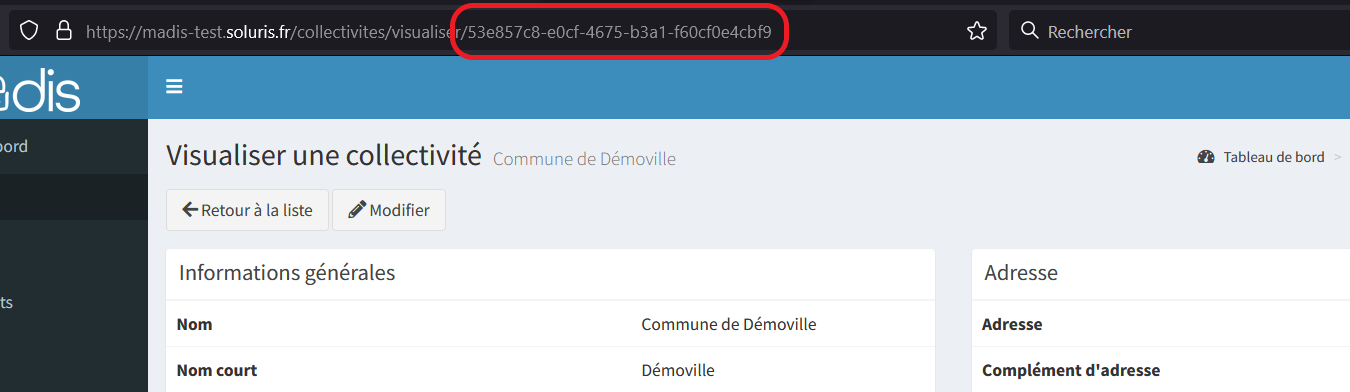 https://madis-test.soluris.fr/collectivites/visualiser/53e857c8-e0cf-4675-b3a1-f60cf0e4cbf9
Rechercher
dis
bord
Visualiser une collectivité Commune de Démoville
Tableau de bord >
Retour à la liste
Modifier
ts
Informations générales
Adresse
Nom
Commune de Démoville
Adresse
Nom court
Démoville
Complément d'adresse